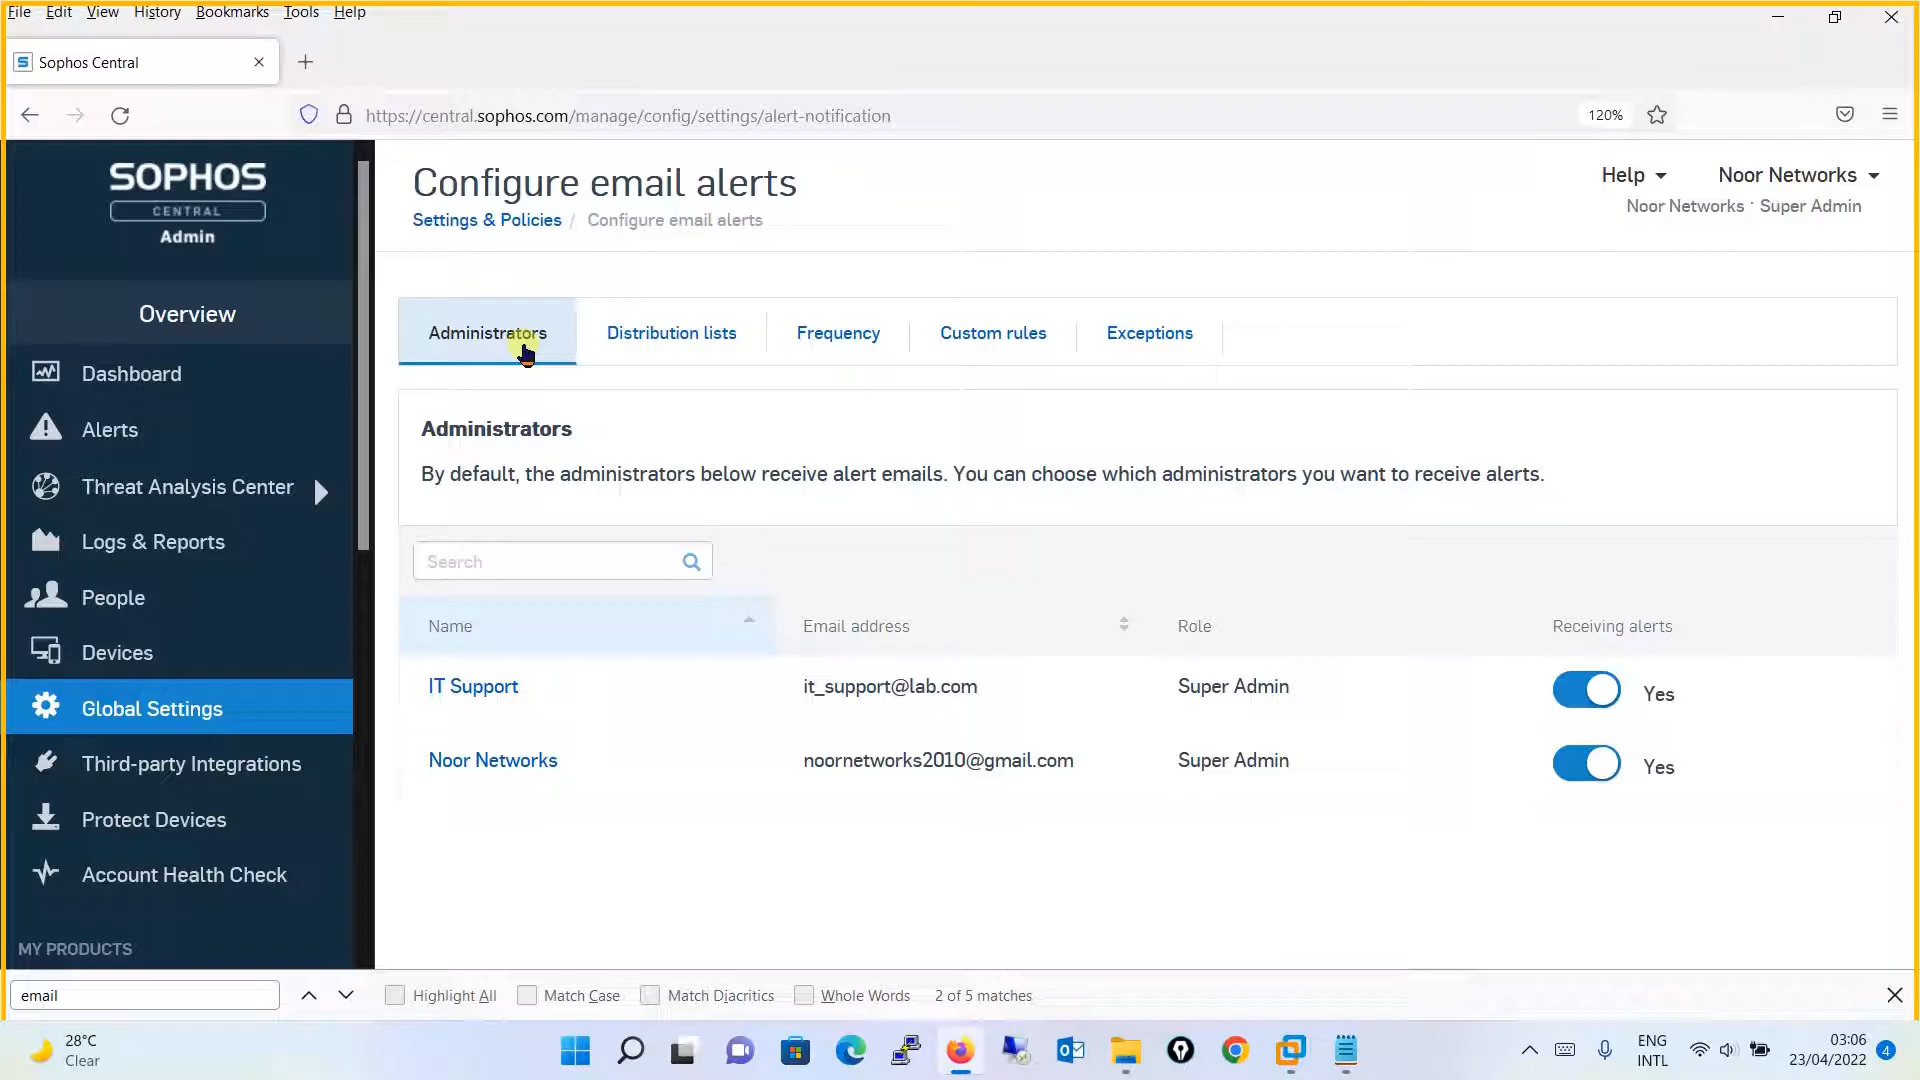 File Edit View History Bookmarks Tools Help
Sophos Central
https://central.sophos.com/manage/config/settings/alert-notification
120%
SOPHOS
CENTRAL
Admin
Overview
Dashboard
Alerts
Threat Analysis Center
Logs & Reports
People
Devices
Global Settings
Third-party Integrations
Protect Devices
Account Health Check
MY PRODUCTS
Configure email alerts
Settings & Policies / Configure email alerts
Help
Noor Networks
Noor Networks · Super Admin
Administrators
Distribution lists
Frequency
Custom rules
Exceptions
Administrators
By default, the administrators below receive alert emails. You can choose which administrators you want to receive alerts.
Search
Name Email address Role Receiving alerts
IT Support it_support@lab.com Super Admin Yes
Noor Networks noornetworks2010@gmail.com Super Admin Yes
email
Highlight All Match Case Match Diacritics Whole Words 2 of 5 matches
28°C
Clear
ENG
INTL
03:06
23/04/2022
4